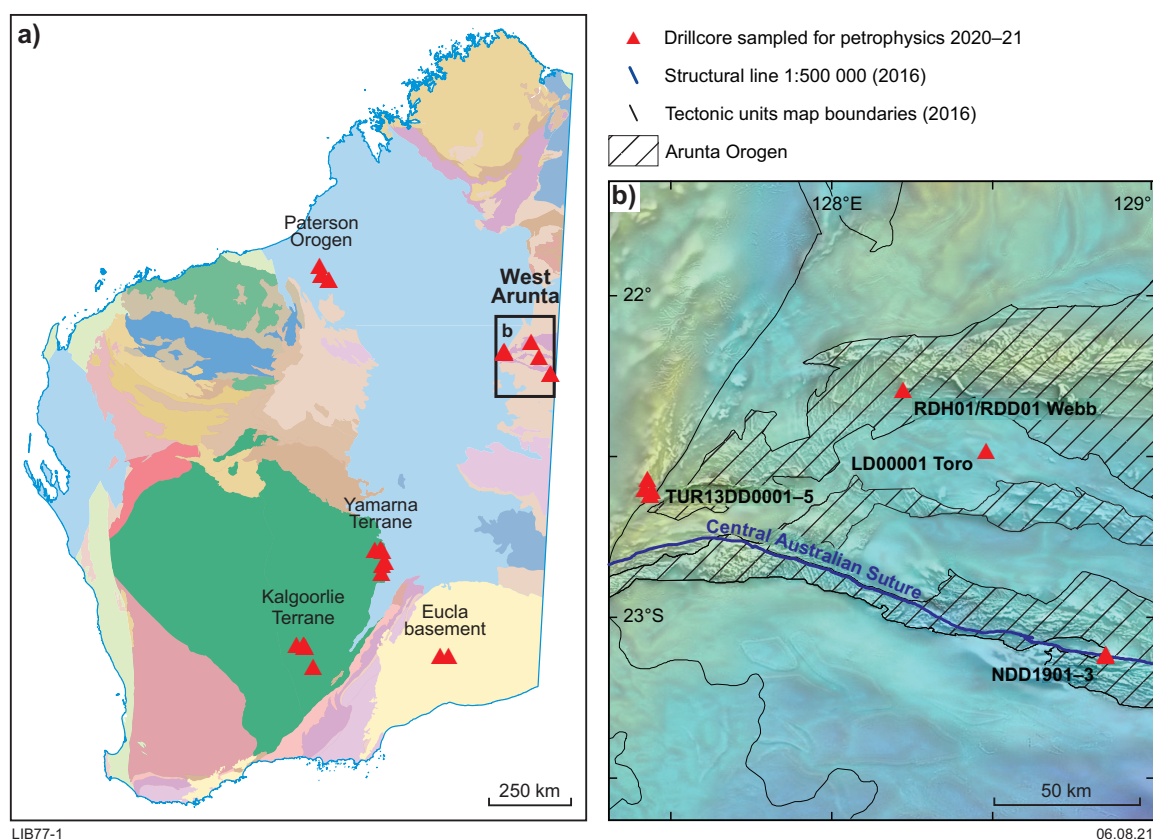 a)
Paterson
Orogen
West
Arunta
b
Yamarna
Terrane
Kalgoorlie
Terrane
Eucla
basement
250 km
Drillcore sampled for petrophysics 2020–21
Structural line 1:500 000 (2016)
Tectonic units map boundaries (2016)
Arunta Orogen
b)
128°E
129°
22°
RDH01/RDD01 Webb
LD00001 Toro
TUR13DD0001–5
Central Australian Suture
23°S
NDD1901–3
50 km
LIB77-1
06.08.21